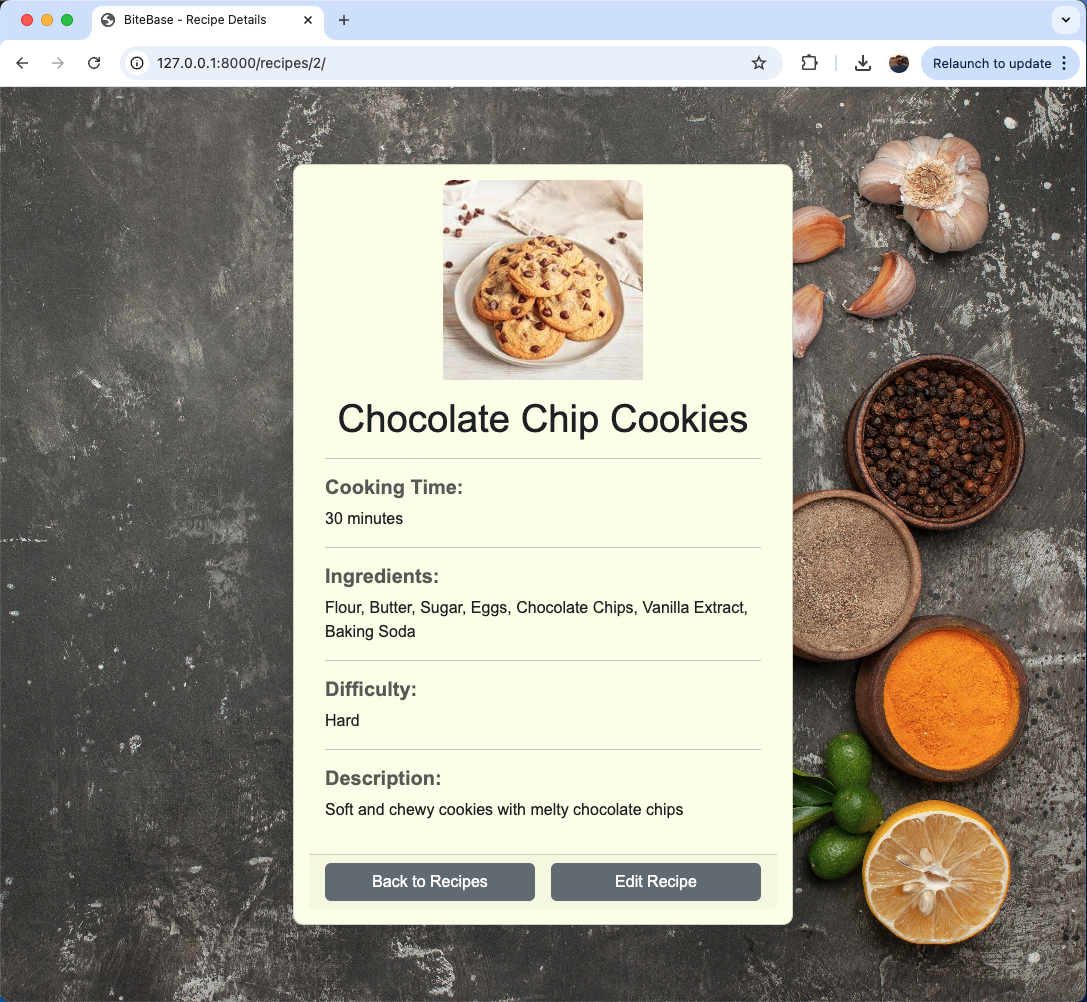 BiteBase - Recipe Details
127.0.0.1:8000/recipes/2/
Relaunch to update
Chocolate Chip Cookies
Cooking Time:
30 minutes
Ingredients:
Flour, Butter, Sugar, Eggs, Chocolate Chips, Vanilla Extract,
Baking Soda
Difficulty:
Hard
Description:
Soft and chewy cookies with melty chocolate chips
Back to Recipes
Edit Recipe